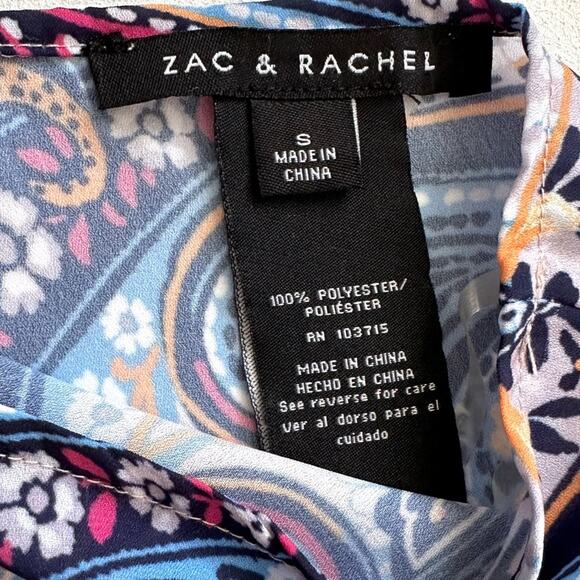 ZAC & RACHEL
S
MADE IN
CHINA
100% POLYESTER/
POLIÉSTER
RN 103715
MADE IN CHINA
HECHO EN CHINA
See reverse for care
Ver al dorso para el
cuidado